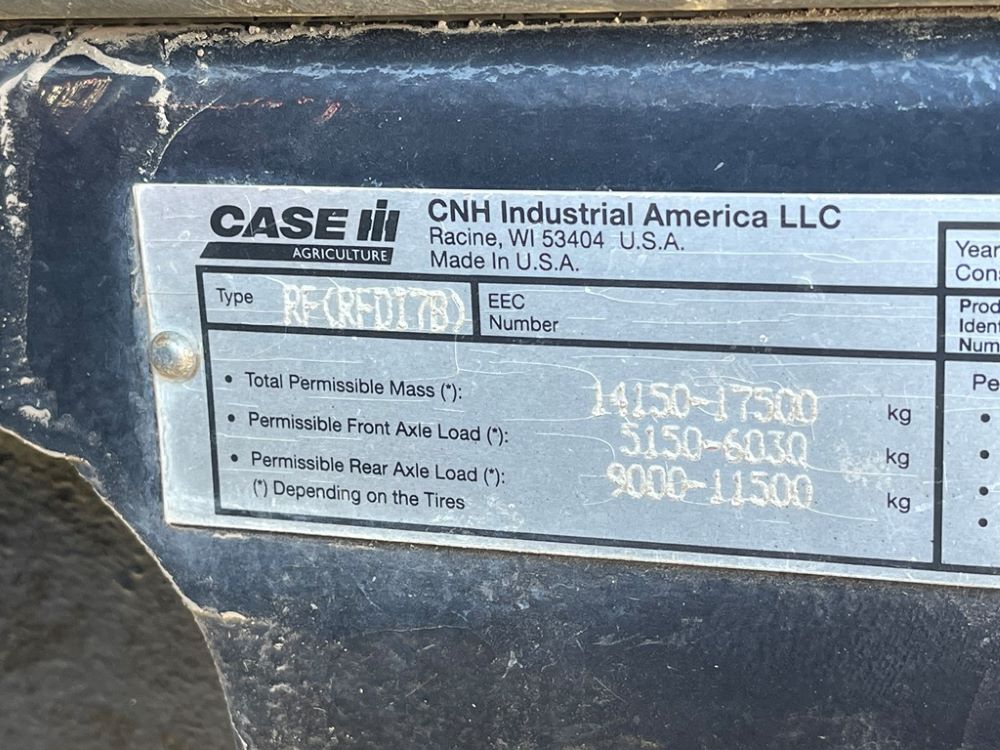 CASE IH
AGRICULTURE
CNH Industrial America LLC
Racine, WI 53404 U.S.A.
Made In U.S.A.
Type RF(RFDI7B)
EEC
Number
• Total Permissible Mass (*): 14150-17500 kg
• Permissible Front Axle Load (*): 5150-6030 kg
• Permissible Rear Axle Load (*): 9000-11500 kg
(*) Depending on the Tires
Year
Cons
Prod
Ident
Num
Pe
•
•
•
•